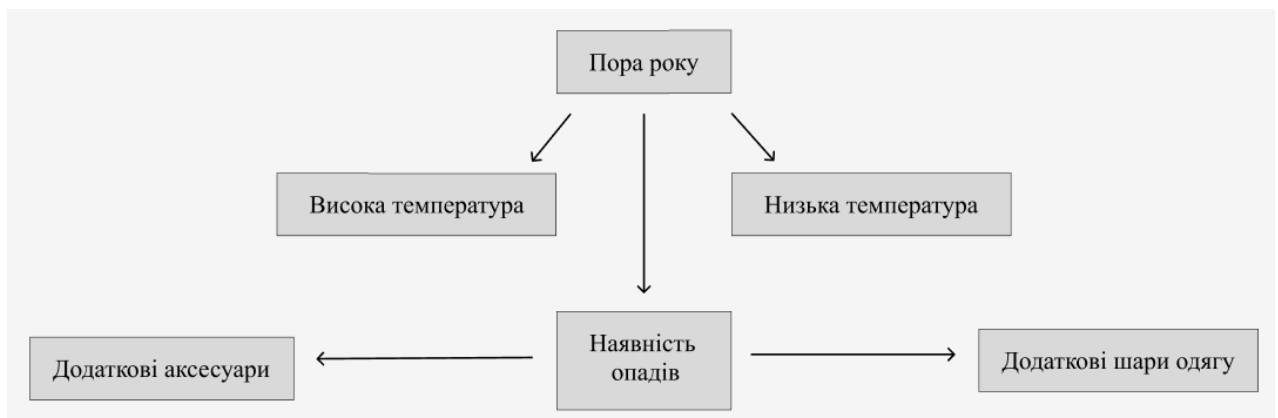 Пора року
Висока температура
Низька температура
Додаткові аксесуари
Наявність
опадів
Додаткові шари одягу